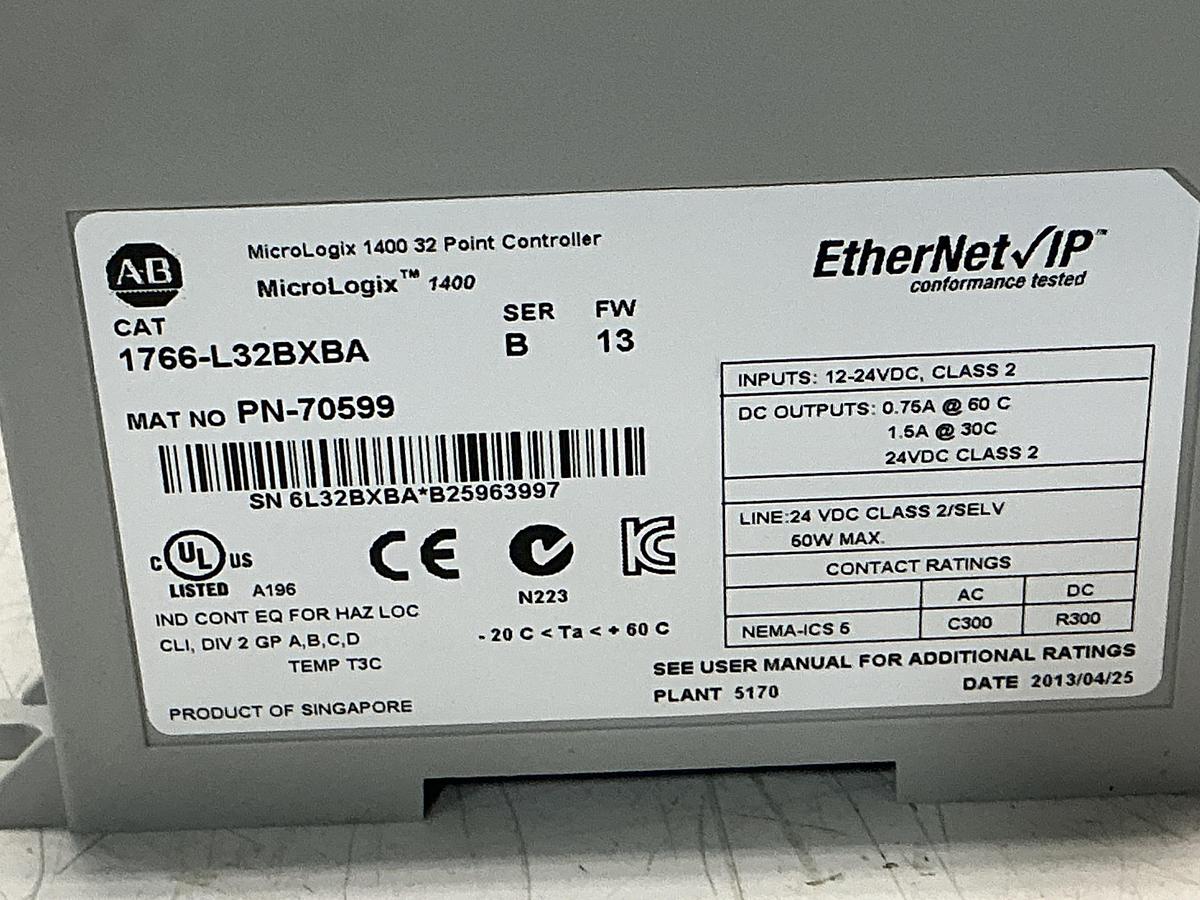 AB
MicroLogix 1400 32 Point Controller
MicroLogix™ 1400
CAT
SER FW
1766-L32BXBA B 13
MAT NO PN-70599
SN 6L32BXBA*B25963997
C UL US
LISTED A196
CE
N223
IND CONT EQ FOR HAZ LOC
CLI, DIV 2 GP A,B,C,D
TEMP T3C
- 20 C < Ta < + 60 C
PRODUCT OF SINGAPORE
EtherNet/IP™
conformance tested
INPUTS: 12-24VDC, CLASS 2
DC OUTPUTS: 0.75A @ 60 C
1.5A @ 30C
24VDC CLASS 2
LINE:24 VDC CLASS 2/SELV
50W MAX.
CONTACT RATINGS
AC DC
NEMA-ICS 5 C300 R300
SEE USER MANUAL FOR ADDITIONAL RATINGS
PLANT 5170 DATE 2013/04/25